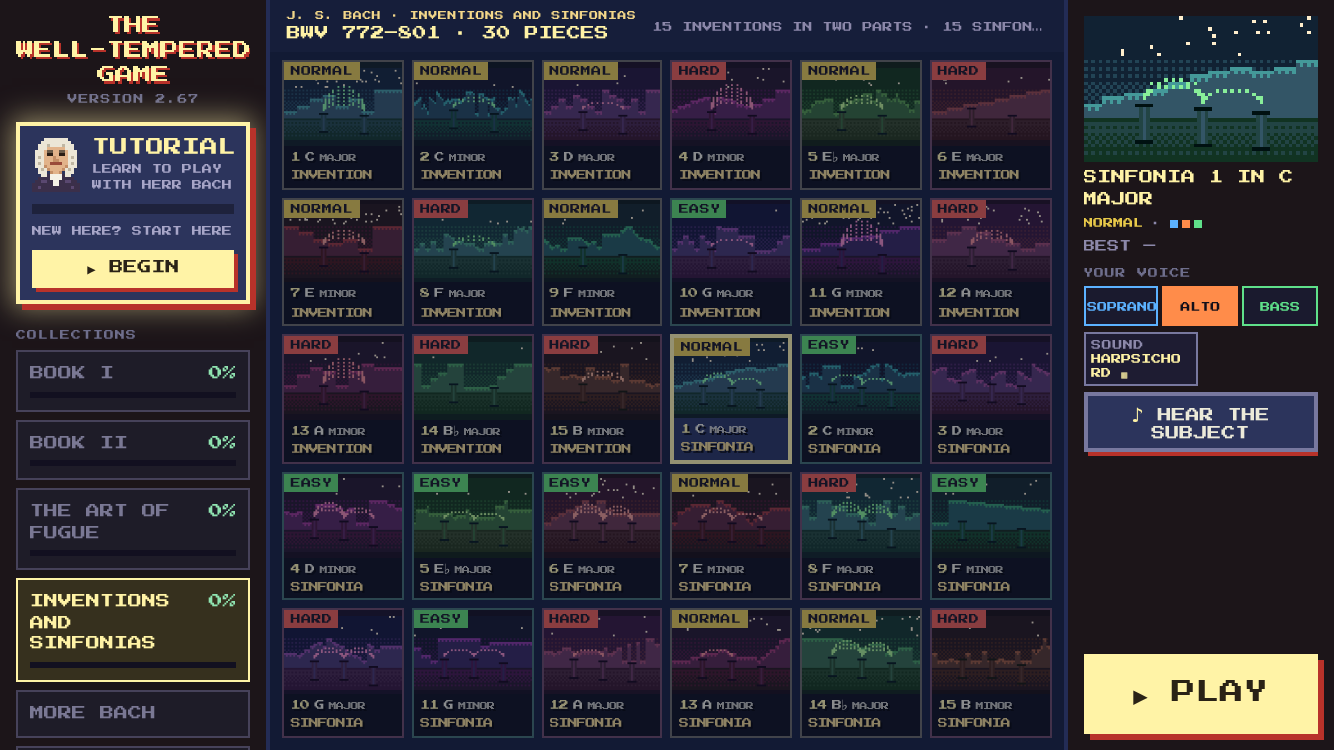 THE
WELL-TEMPERED
GAME
VERSION 2.67
TUTORIAL
LEARN TO PLAY
WITH HERR BACH
NEW HERE? START HERE
▶ BEGIN
COLLECTIONS
BOOK I 0%
BOOK II 0%
THE ART OF 0%
FUGUE
INVENTIONS 0%
AND
SINFONIAS
MORE BACH
J. S. BACH · INVENTIONS AND SINFONIAS
BWV 772–801 · 30 PIECES
15 INVENTIONS IN TWO PARTS · 15 SINFON…
NORMAL
1 C MAJOR
INVENTION
NORMAL
2 C MINOR
INVENTION
NORMAL
3 D MAJOR
INVENTION
HARD
4 D MINOR
INVENTION
NORMAL
5 E♭ MAJOR
INVENTION
HARD
6 E MAJOR
INVENTION
NORMAL
7 E MINOR
INVENTION
HARD
8 F MAJOR
INVENTION
NORMAL
9 F MINOR
INVENTION
EASY
10 G MAJOR
INVENTION
NORMAL
11 G MINOR
INVENTION
HARD
12 A MAJOR
INVENTION
HARD
13 A MINOR
INVENTION
HARD
14 B♭ MAJOR
INVENTION
HARD
15 B MINOR
INVENTION
NORMAL
1 C MAJOR
SINFONIA
EASY
2 C MINOR
SINFONIA
HARD
3 D MAJOR
SINFONIA
EASY
4 D MINOR
SINFONIA
EASY
5 E♭ MAJOR
SINFONIA
EASY
6 E MAJOR
SINFONIA
NORMAL
7 E MINOR
SINFONIA
HARD
8 F MAJOR
SINFONIA
EASY
9 F MINOR
SINFONIA
HARD
10 G MAJOR
SINFONIA
EASY
11 G MINOR
SINFONIA
HARD
12 A MAJOR
SINFONIA
NORMAL
13 A MINOR
SINFONIA
NORMAL
14 B♭ MAJOR
SINFONIA
HARD
15 B MINOR
SINFONIA
SINFONIA 1 IN C
MAJOR
NORMAL ·
BEST —
YOUR VOICE
SOPRANO
ALTO
BASS
SOUND
HARPSICHO
RD
♪ HEAR THE
SUBJECT
▶ PLAY